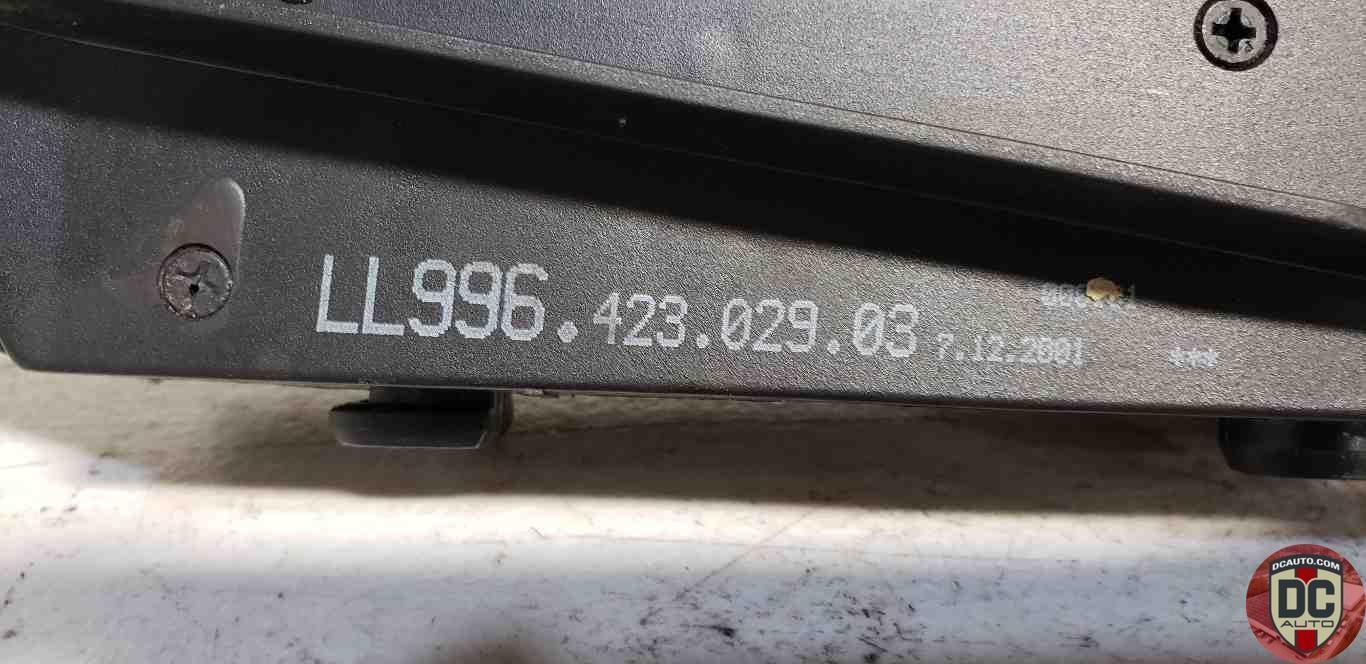 LL996.423.029.03 7.12.2001 ***
DCAUTO.COM
DC
AUTO